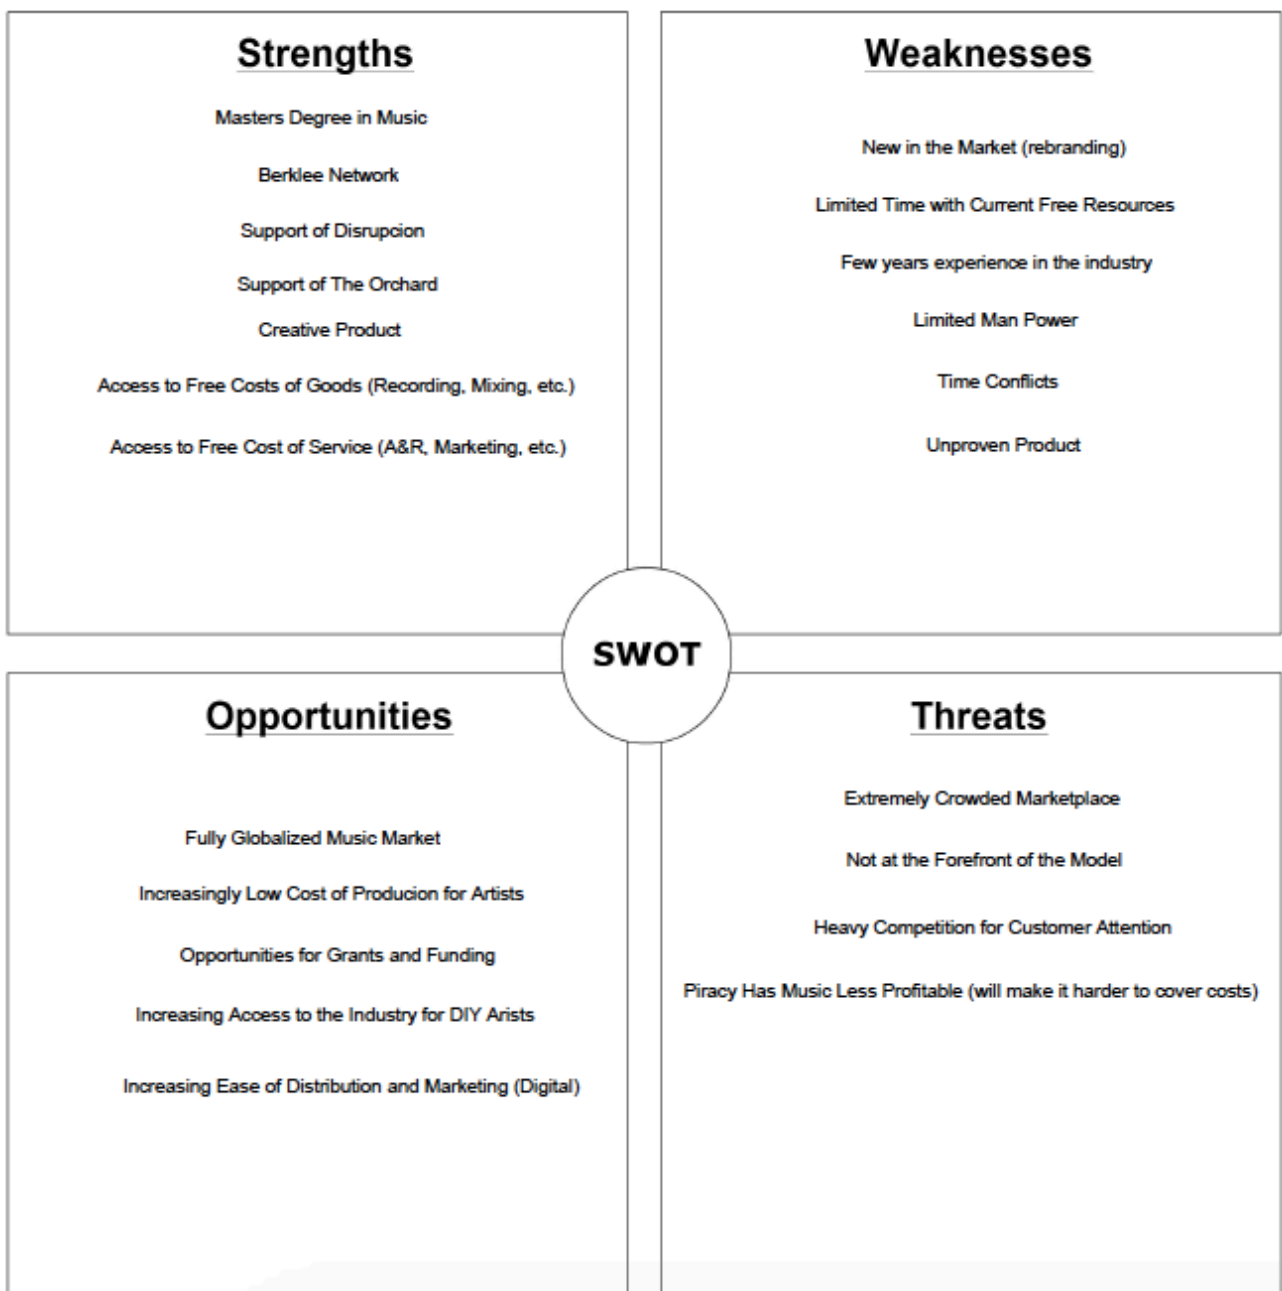 Strengths
Masters Degree in Music
Berklee Network
Support of Disrupcion
Support of The Orchard
Creative Product
Access to Free Costs of Goods (Recording, Mixing, etc.)
Access to Free Cost of Service (A&R, Marketing, etc.)
Weaknesses
New in the Market (rebranding)
Limited Time with Current Free Resources
Few years experience in the industry
Limited Man Power
Time Conflicts
Unproven Product
SWOT
Opportunities
Fully Globalized Music Market
Increasingly Low Cost of Producion for Artists
Opportunities for Grants and Funding
Increasing Access to the Industry for DIY Arists
Increasing Ease of Distribution and Marketing (Digital)
Threats
Extremely Crowded Marketplace
Not at the Forefront of the Model
Heavy Competition for Customer Attention
Piracy Has Music Less Profitable (will make it harder to cover costs)